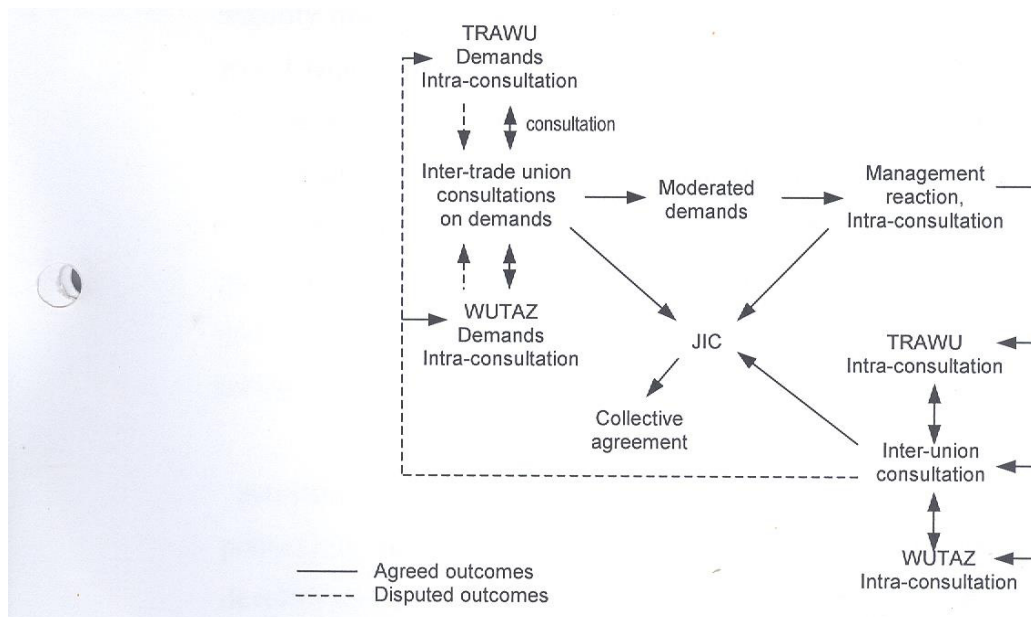 TRAWU
Demands
Intra-consultation
consultation
Inter-trade union
consultations
on demands
Moderated
demands
Management
reaction,
Intra-consultation
WUTAZ
Demands
Intra-consultation
JIC
TRAWU
Intra-consultation
Collective
agreement
Inter-union
consultation
WUTAZ
Intra-consultation
Agreed outcomes
Disputed outcomes